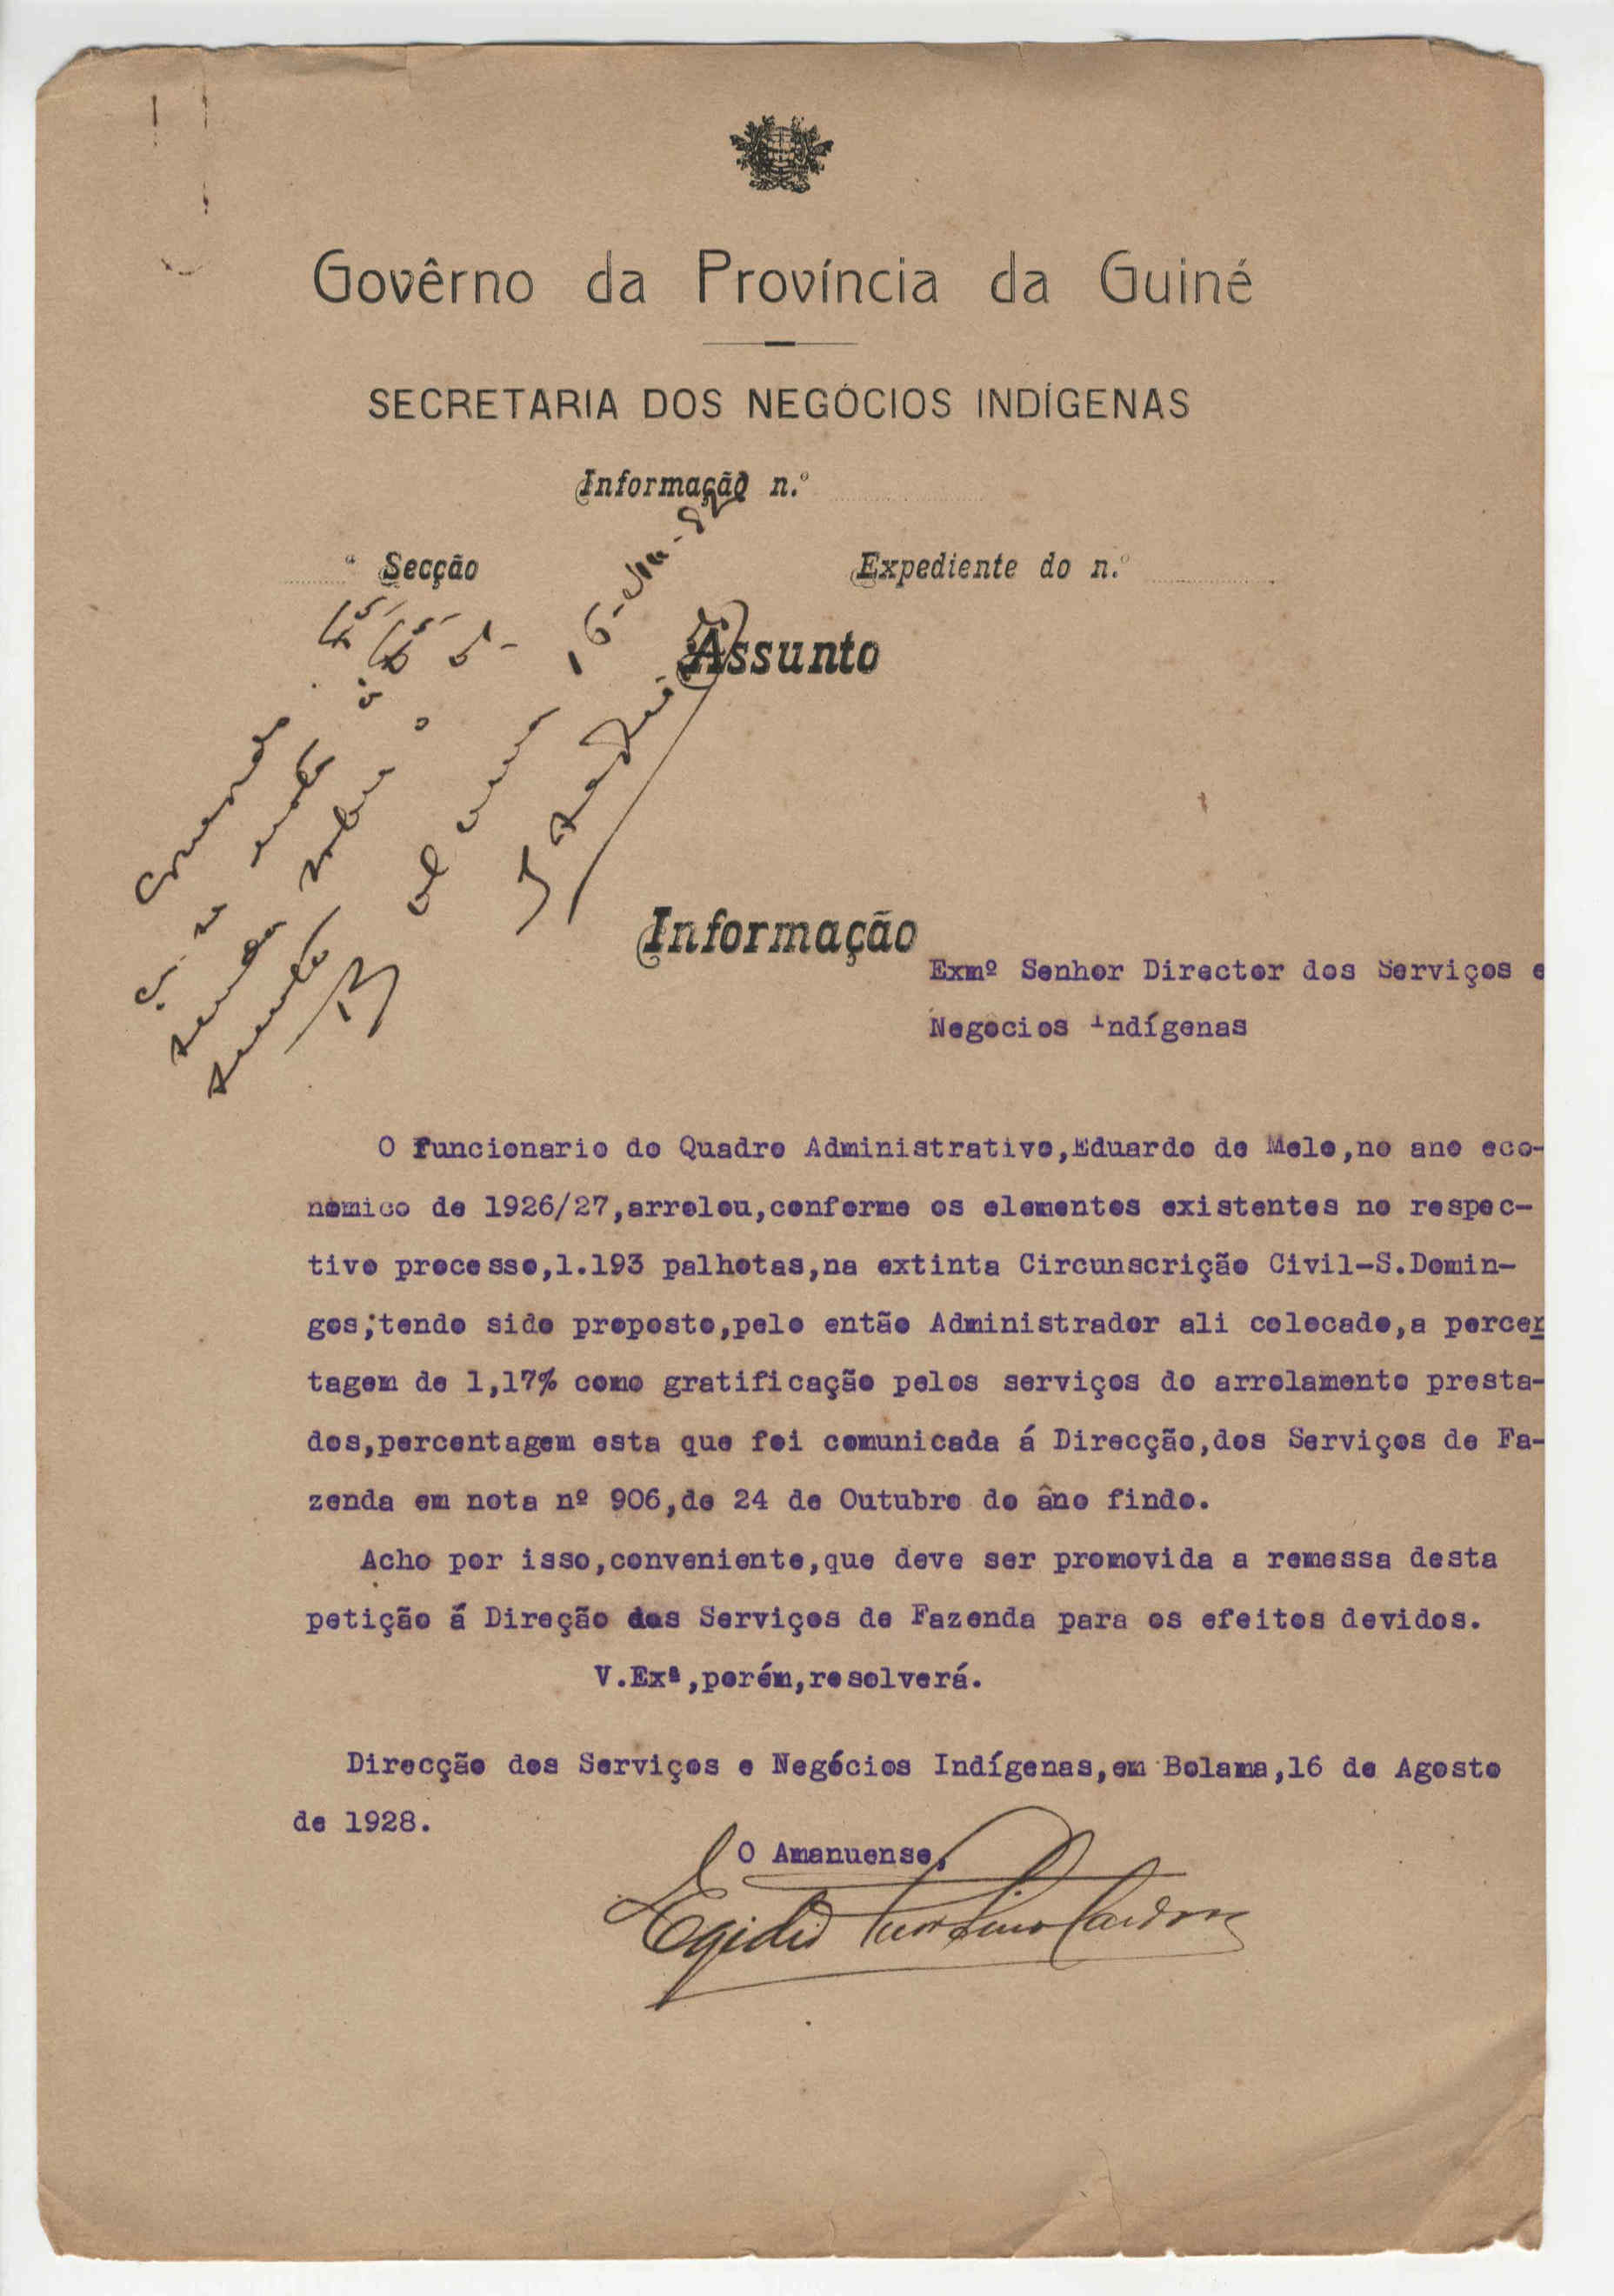 Govêrno da Província da Guiné
SECRETARIA DOS NEGÓCIOS INDÍGENAS
Informação n.º
ª Secção
Expediente do n.º
16-
Assunto
Informação
Exmº Senhor Director dos Serviços e
Negocios Indígenas
O funcionario do Quadro Administrativo,Eduardo de Melo,no ano eco-
nómico de 1926/27,arrolou,conforme os elementos existentes no respec-
tivo processo,1.193 palhotas,na extinta Circunscrição Civil-S.Domin-
gos;tendo sido proposto,pelo então Administrador ali colocado,a percen
tagem de 1,17% como gratificação pelos serviços do arrolamento presta-
dos,percentagem esta que foi comunicada á Direcção,dos Serviços de Fa-
zenda em nota nº 906,de 24 de Outubro do âno findo.
Acho por isso,conveniente,que deve ser promovida a remessa desta
petição á Direção dos Serviços de Fazenda para os efeitos devidos.
V.Exª,porém,resolverá.
Direcção dos Serviços e Negócios Indígenas,em Bolama,16 de Agosto
de 1928.
O Amanuense,
Egidio Cardoso